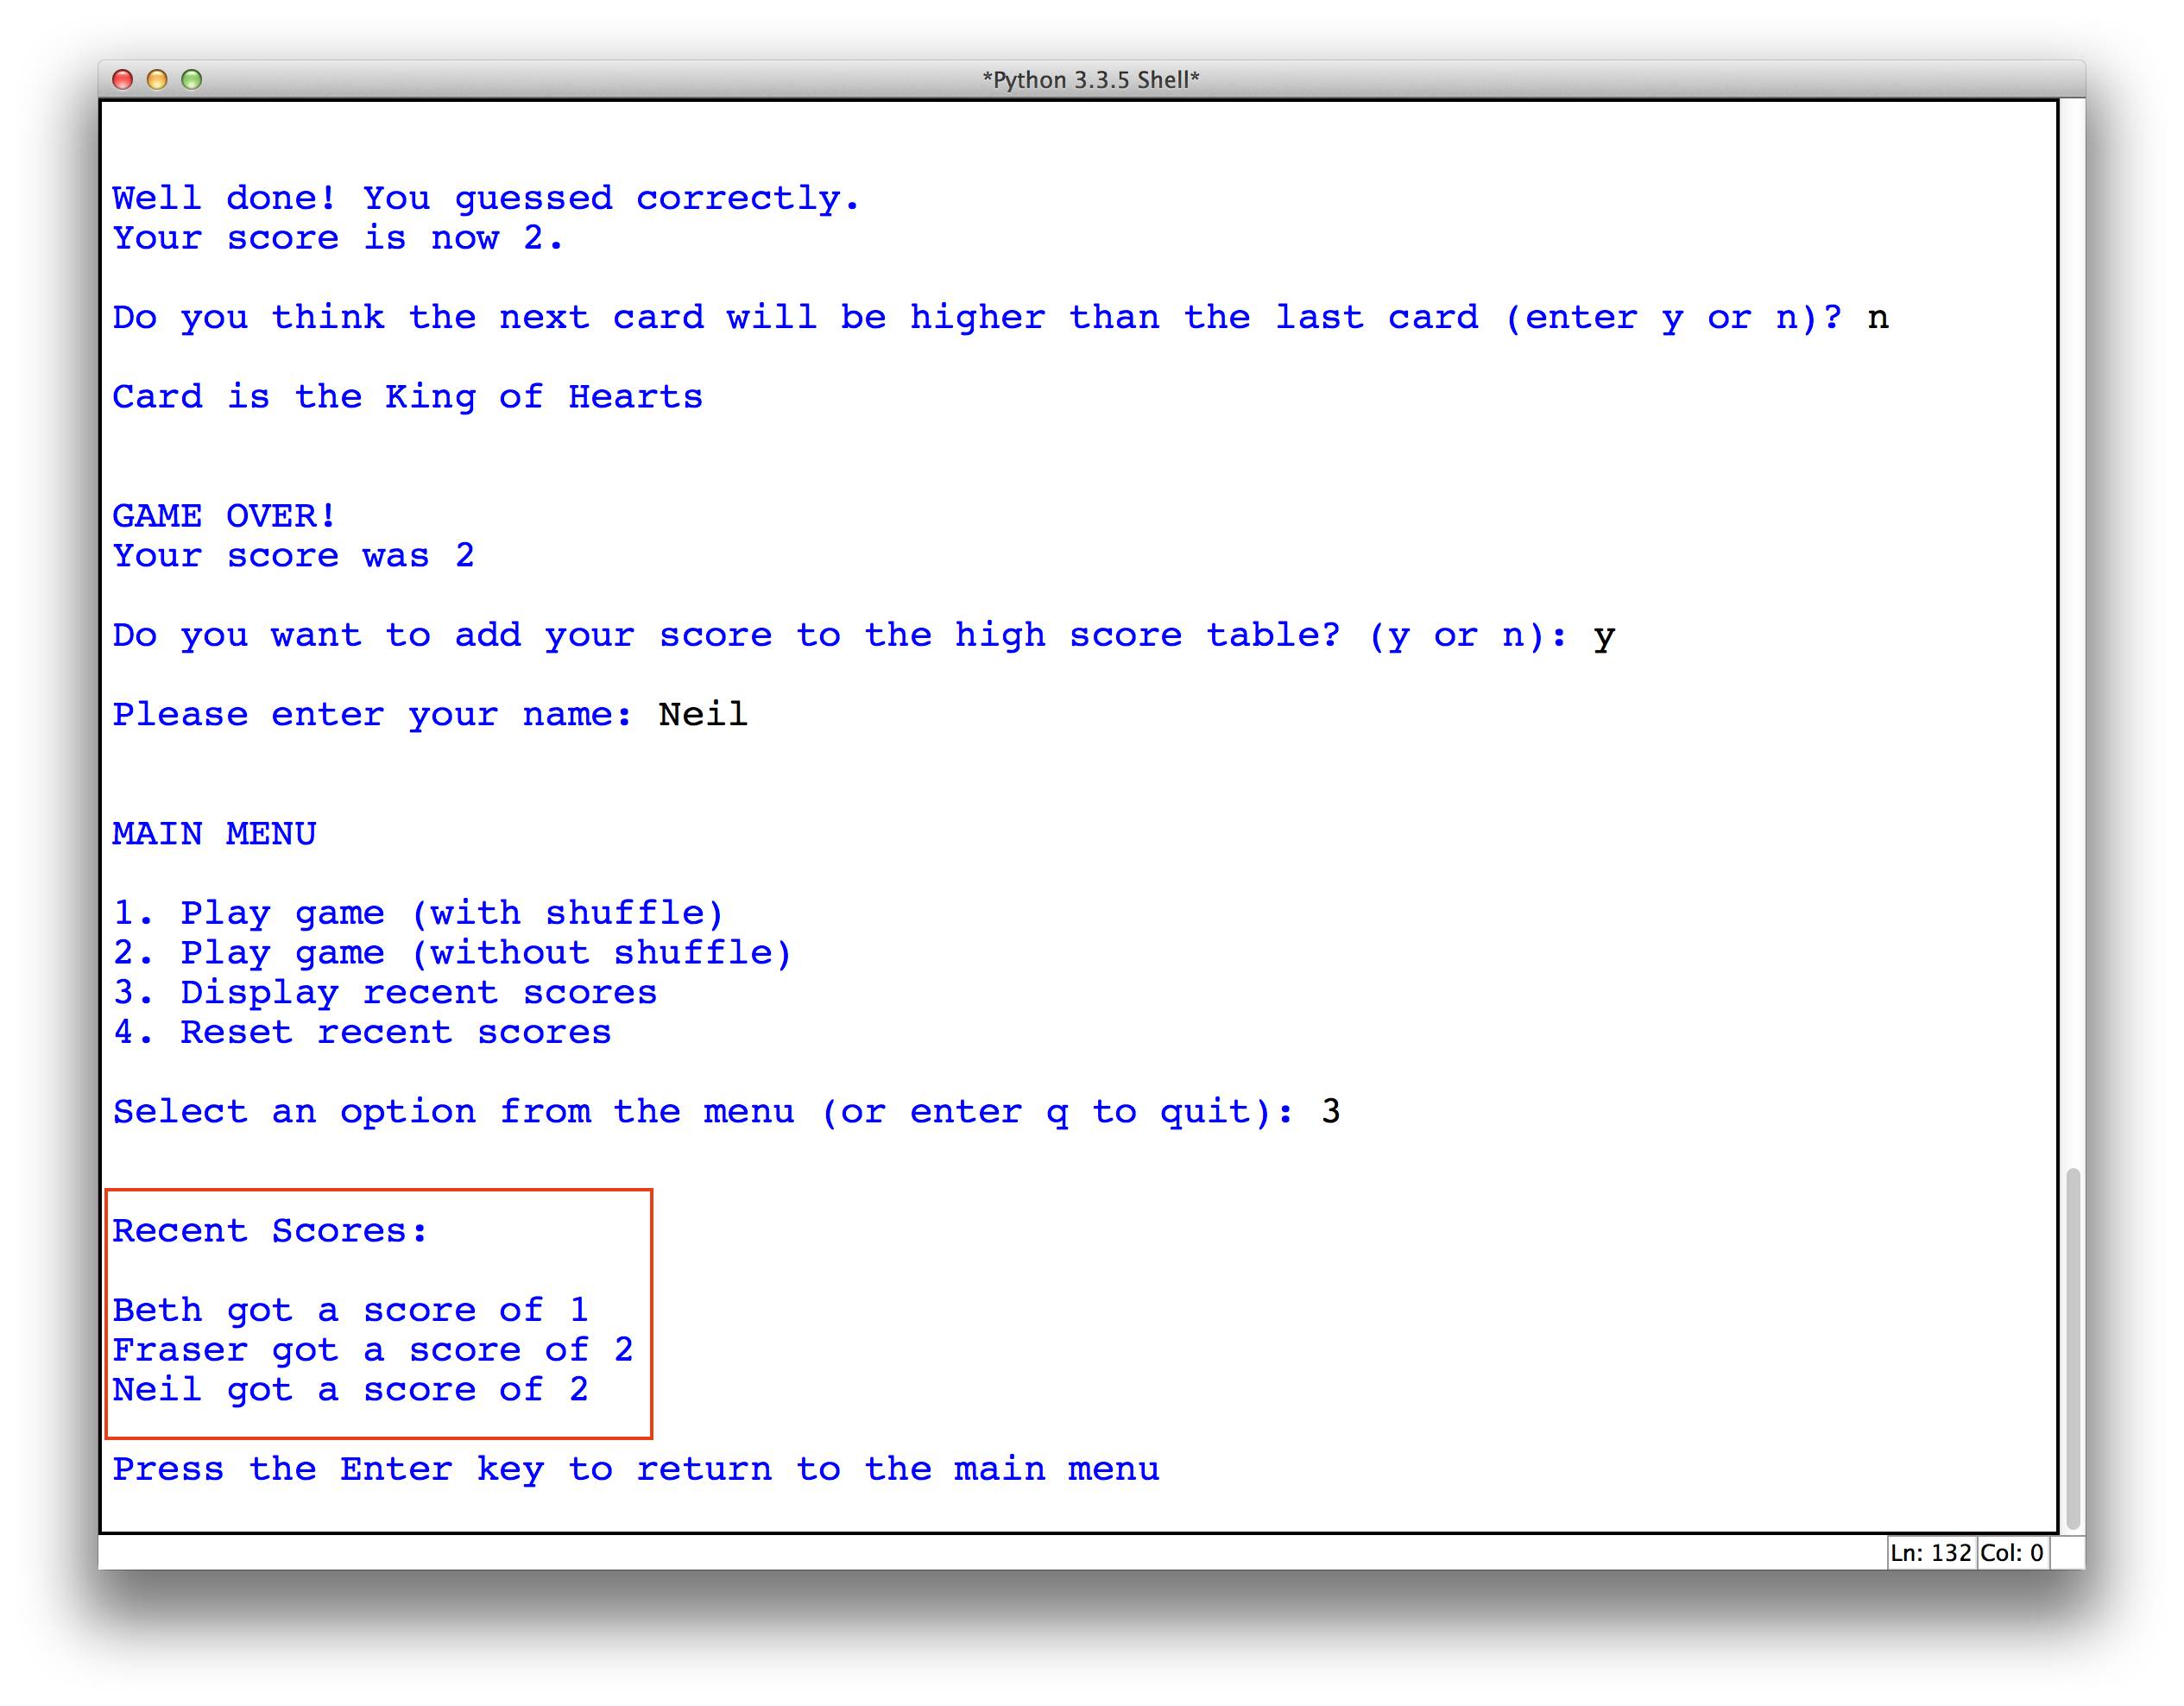 *Python 3.3.5 Shell*
Well done! You guessed correctly.
Your score is now 2.
Do you think the next card will be higher than the last card (enter y or n)? n
Card is the King of Hearts
GAME OVER!
Your score was 2
Do you want to add your score to the high score table? (y or n): y
Please enter your name: Neil
MAIN MENU
1. Play game (with shuffle)
2. Play game (without shuffle)
3. Display recent scores
4. Reset recent scores
Select an option from the menu (or enter q to quit): 3
Recent Scores:
Beth got a score of 1
Fraser got a score of 2
Neil got a score of 2
Press the Enter key to return to the main menu
Ln: 132 Col: 0